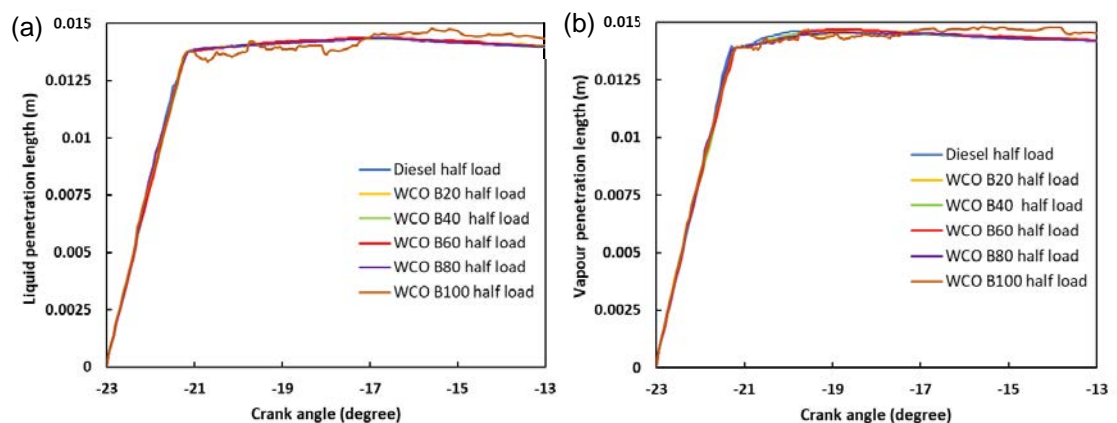 (a)
0.015
0.0125
0.01
0.0075
0.005
0.0025
0
Liquid penetration length (m)
-23 -21 -19 -17 -15 -13
Crank angle (degree)
Diesel half load
WCO B20 half load
WCO B40 half load
WCO B60 half load
WCO B80 half load
WCO B100 half load
(b)
0.015
0.0125
0.01
0.0075
0.005
0.0025
0
Vapour penetration length (m)
-23 -21 -19 -17 -15 -13
Crank angle (degree)
Diesel half load
WCO B20 half load
WCO B40 half load
WCO B60 half load
WCO B80 half load
WCO B100 half load